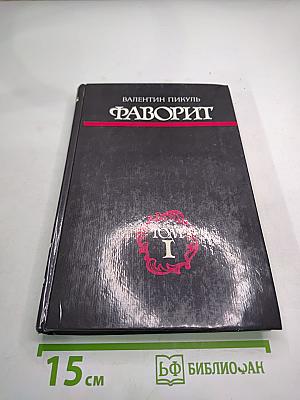 ВАЛЕНТИН ПИКУЛЬ
ФАВОРИТ
ТОМ
I
15 см
БФ БИБЛИОФАН